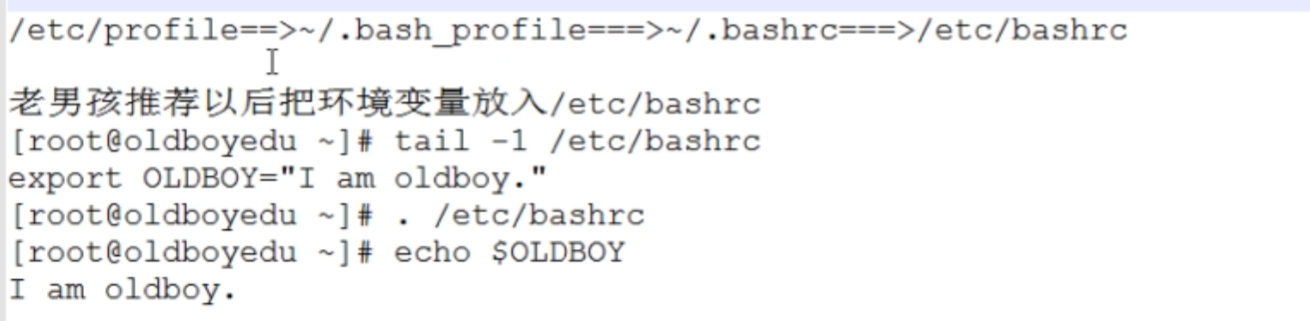 /etc/profile==>~/.bash_profile===>~/.bashrc===>/etc/bashrc
老男孩推荐以后把环境变量放入/etc/bashrc
[root@oldboyedu ~]# tail -1 /etc/bashrc
export OLDBOY="I am oldboy."
[root@oldboyedu ~]# . /etc/bashrc
[root@oldboyedu ~]# echo $OLDBOY
I am oldboy.